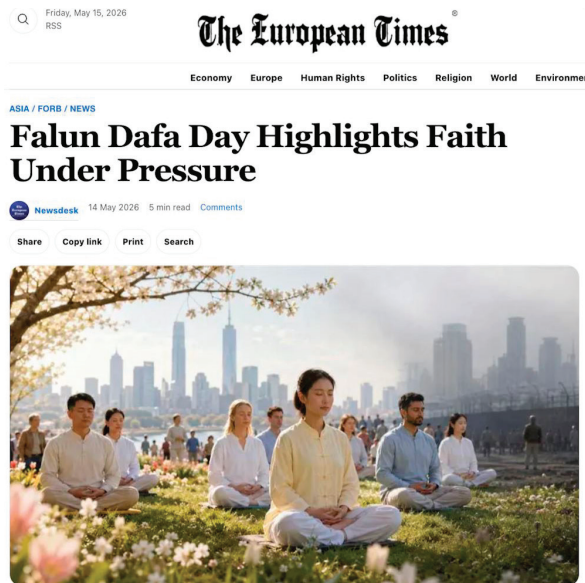 Friday, May 15, 2026
RSS
The European Times ®
Economy Europe Human Rights Politics Religion World Environme
ASIA / FORB / NEWS
Falun Dafa Day Highlights Faith
Under Pressure
Newsdesk 14 May 2026 5 min read Comments
Share Copy link Print Search